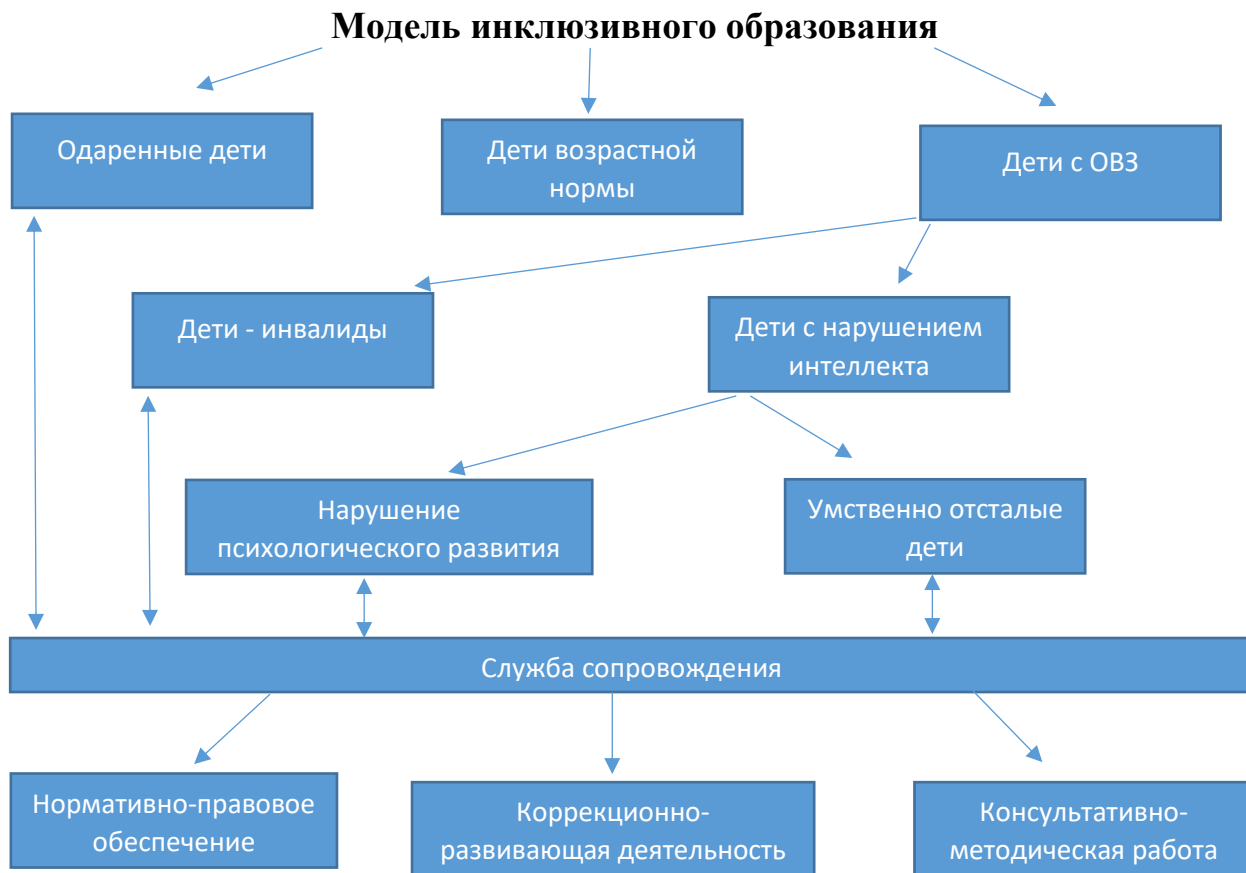 Модель инклюзивного образования
Одаренные дети
Дети возрастной
нормы
Дети с ОВЗ
Дети - инвалиды
Дети с нарушением
интеллекта
Нарушение
психологического развития
Умственно отсталые
дети
Служба сопровождения
Нормативно-правовое
обеспечение
Коррекционно-
развивающая деятельность
Консультативно-
методическая работа